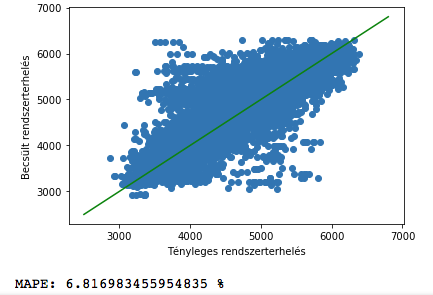 7000
6000
5000
4000
3000
Becsült rendszerterhelés
3000 4000 5000 6000 7000
Tényleges rendszerterhelés
MAPE: 6.816983455954835 %